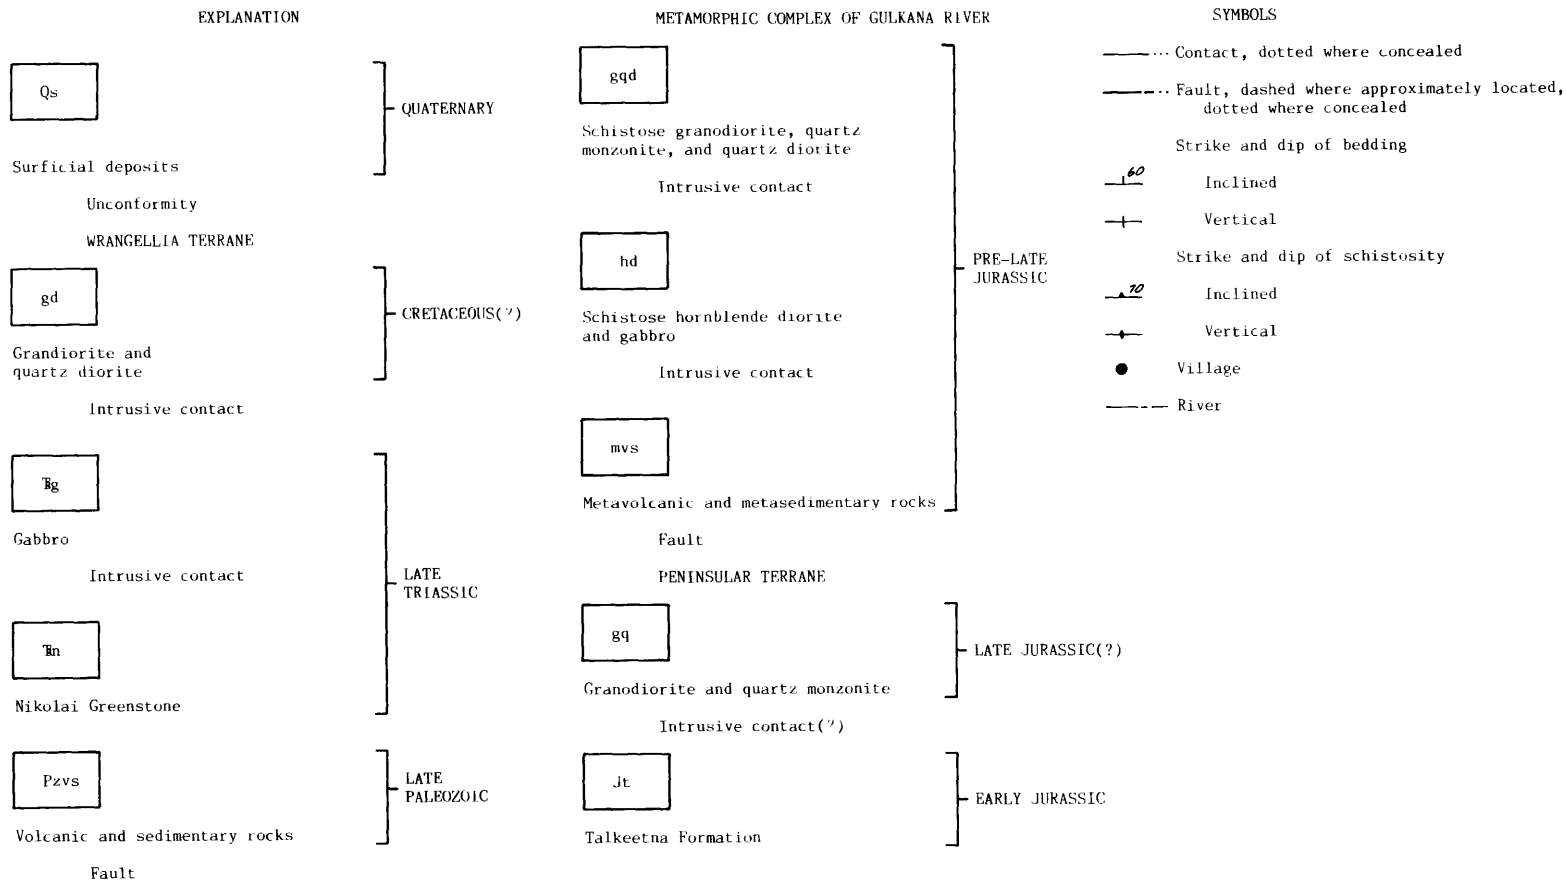 EXPLANATION
Qs
QUATERNARY
Surficial deposits
Unconformity
WRANGELLIA TERRANE
gd
CRETACEOUS(?)
Grandiorite and
quartz diorite
Intrusive contact
Ꞧg
Gabbro
Intrusive contact
LATE
TRIASSIC
Ꞧn
Nikolai Greenstone
Pzvs
LATE
PALEOZOIC
Volcanic and sedimentary rocks
Fault
METAMORPHIC COMPLEX OF GULKANA RIVER
gqd
Schistose granodiorite, quartz
monzonite, and quartz diorite
Intrusive contact
hd
PRE-LATE
JURASSIC
Schistose hornblende diorite
and gabbro
Intrusive contact
mvs
Metavolcanic and metasedimentary rocks
Fault
PENINSULAR TERRANE
gq
LATE JURASSIC(?)
Granodiorite and quartz monzonite
Intrusive contact(?)
Jt
EARLY JURASSIC
Talkeetna Formation
SYMBOLS
Contact, dotted where concealed
Fault, dashed where approximately located,
dotted where concealed
Strike and dip of bedding
60 Inclined
Vertical
Strike and dip of schistosity
70 Inclined
Vertical
Village
River